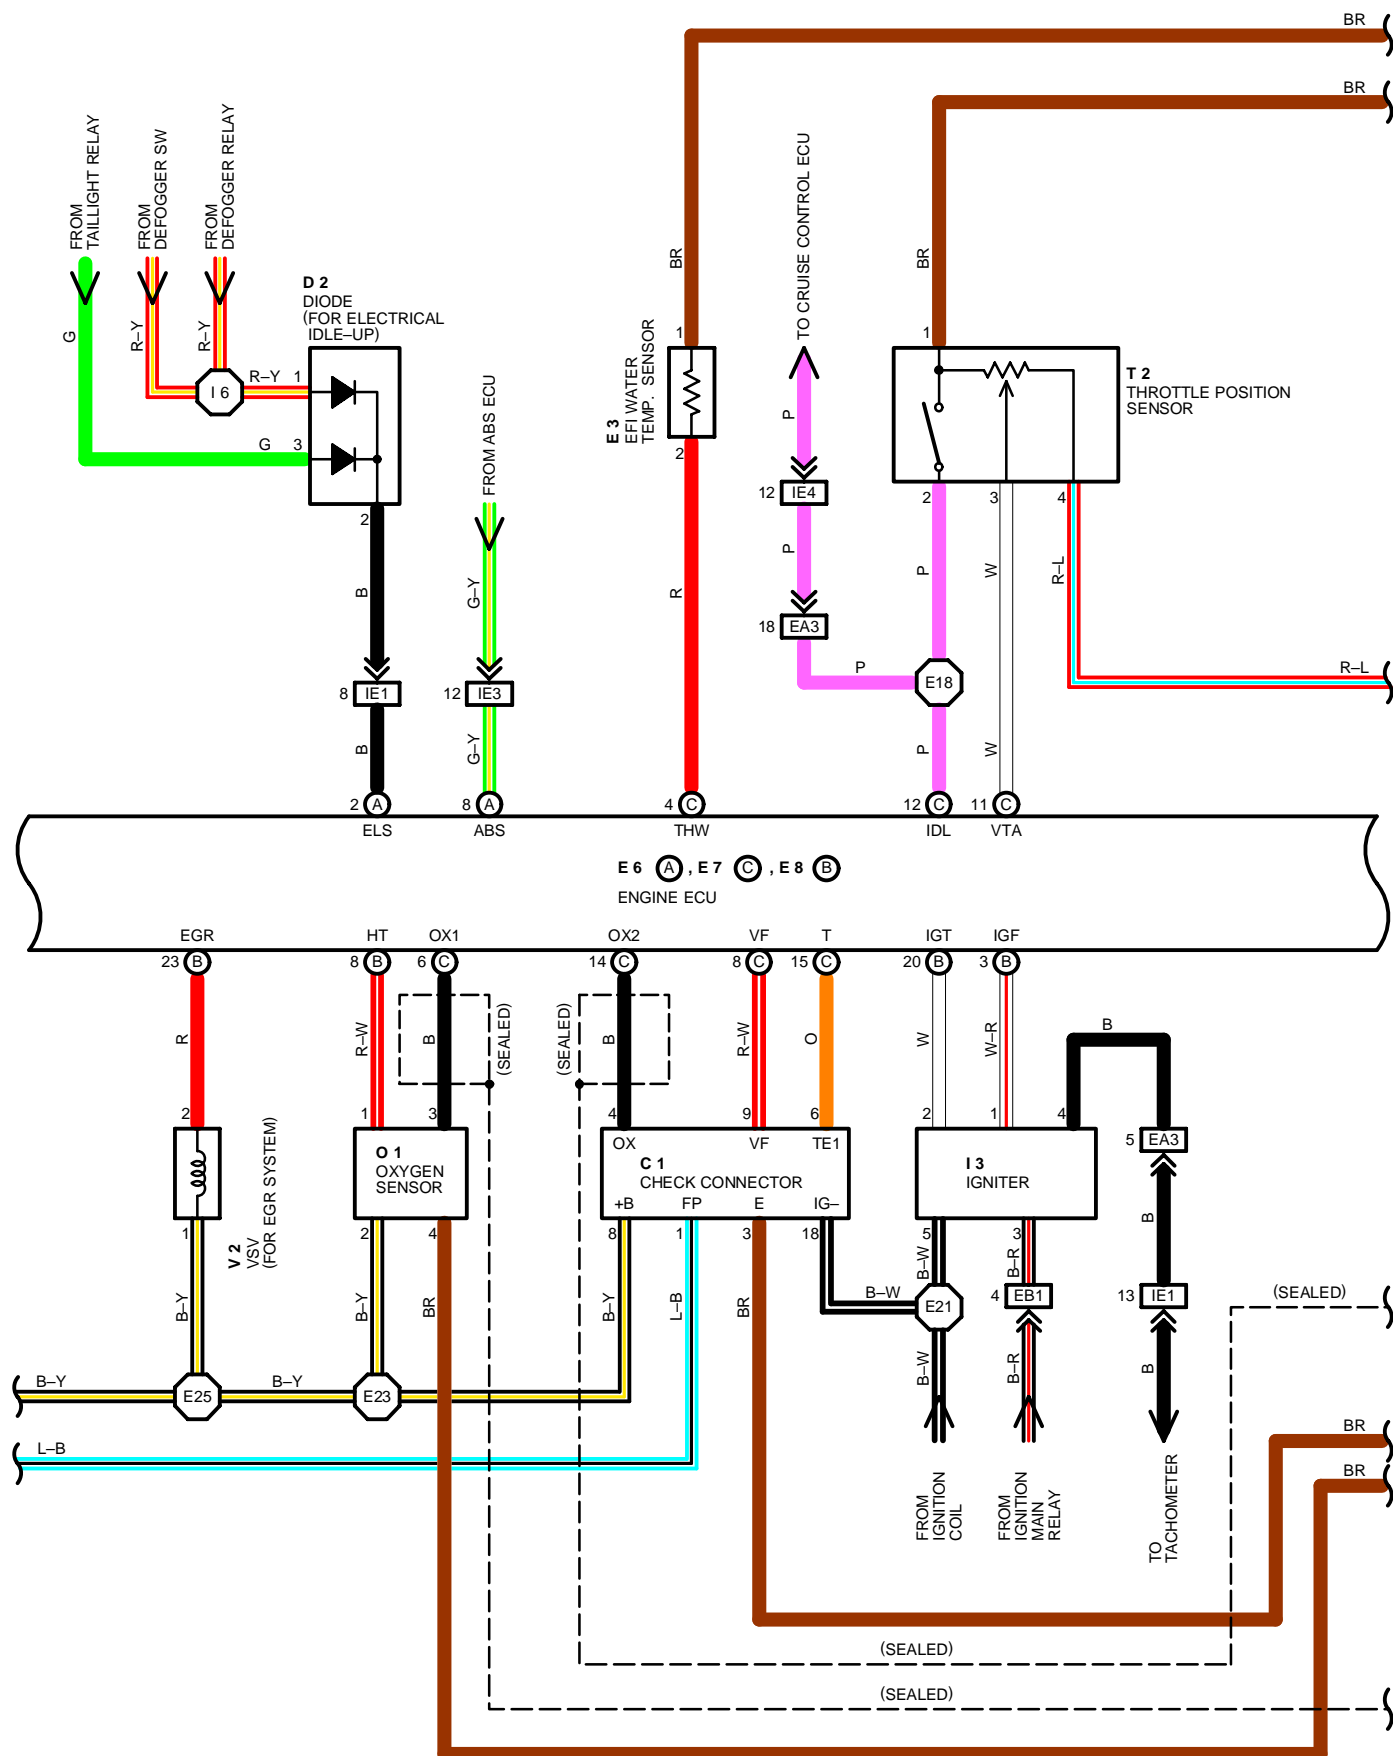 BR
BR
FROM
TAILLIGHT RELAY
FROM
DEFOGGER SW
FROM
DEFOGGER RELAY
TO CRUISE CONTROL ECU
G
R–Y
R–Y
D 2
DIODE
(FOR ELECTRICAL
IDLE–UP)
BR
BR
I 6
R–Y 1
G 3
2
FROM ABS ECU
1
E 3
EFI WATER
TEMP. SENSOR
2
P
1
T 2
THROTTLE POSITION
SENSOR
12 IE4
2 3 4
B
G–Y
R
P
P
W
R–L
18 EA3
P
E18
R–L
8 IE1
12 IE3
B
G–Y
P
W
2 A
8 A
4 C
12 C
11 C
ELS
ABS
THW
IDL
VTA
E 6 A , E 7 C , E 8 B
ENGINE ECU
EGR
HT
OX1
OX2
VF
T
IGT
IGF
23 B
8 B
6 C
14 C
8 C
15 C
20 B
3 B
R
R–W
B
(SEALED)
(SEALED)
B
R–W
O
W
W–R
B
2
1
3
4
9
6
2
1
4
5 EA3
V 2
VSV
(FOR EGR SYSTEM)
O 1
OXYGEN
SENSOR
OX
VF
TE1
C 1
CHECK CONNECTOR
+B
FP
E
IG–
I 3
IGNITER
1
2
4
8
1
3
18
5
3
B
B–Y
B–Y
BR
B–Y
L–B
BR
B–W
B–W
B–R
E21
4 EB1
13 IE1
(SEALED)
B–Y
E25
B–Y
E23
B–W
B–R
B
L–B
BR
BR
FROM
IGNITION
COIL
FROM
IGNITION
MAIN
RELAY
TO
TACHOMETER
(SEALED)
(SEALED)